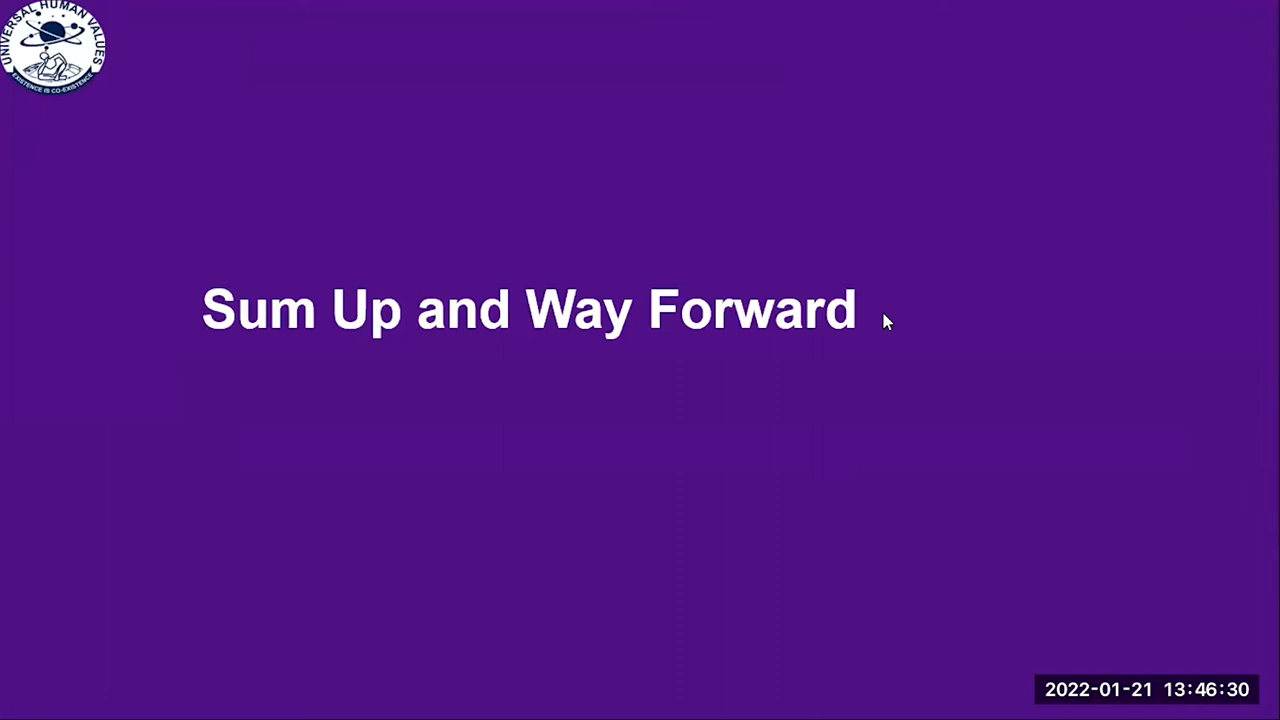 UNIVERSAL HUMAN VALUES
EXISTENCE IS CO-EXISTENCE
Sum Up and Way Forward
2022-01-21 13:46:30